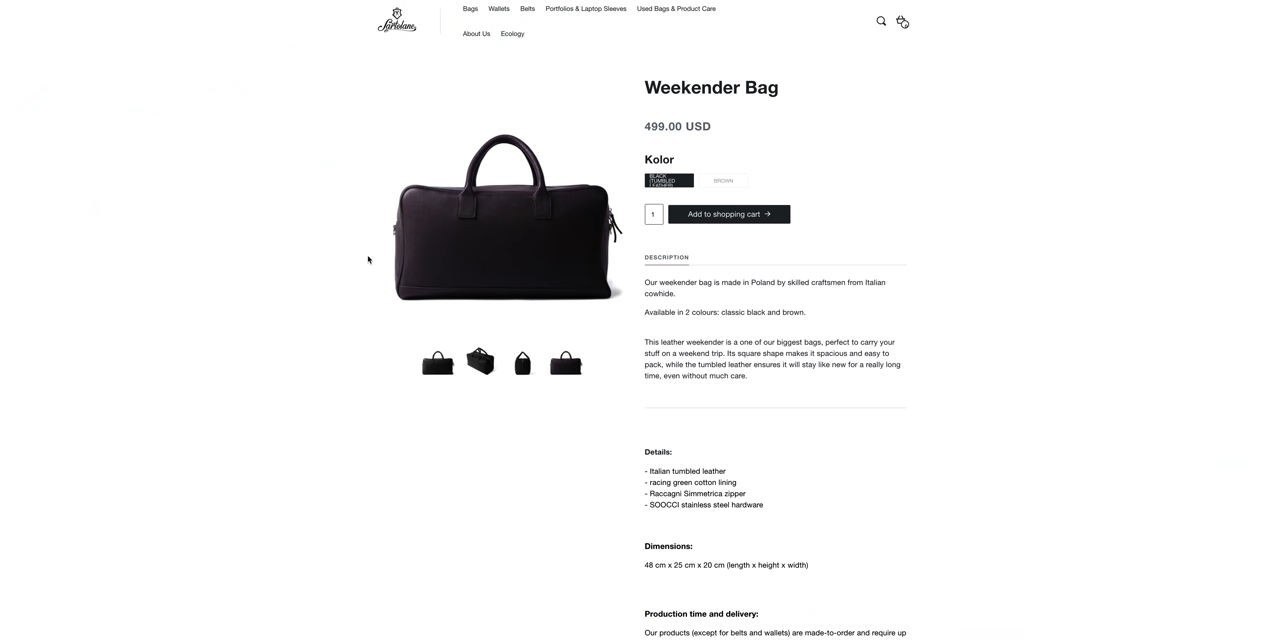 Sartolane
Bags Wallets Belts Portfolios & Laptop Sleeves Used Bags & Product Care
About Us Ecology
Weekender Bag
499.00 USD
Kolor
BLACK (TUMBLED LEATHER)
BROWN
1
Add to shopping cart →
DESCRIPTION
Our weekender bag is made in Poland by skilled craftsmen from Italian
cowhide.
Available in 2 colours: classic black and brown.
This leather weekender is a one of our biggest bags, perfect to carry your
stuff on a weekend trip. Its square shape makes it spacious and easy to
pack, while the tumbled leather ensures it will stay like new for a really long
time, even without much care.
Details:
- Italian tumbled leather
- racing green cotton lining
- Raccagni Simmetrica zipper
- SOOCCI stainless steel hardware
Dimensions:
48 cm x 25 cm x 20 cm (length x height x width)
Production time and delivery:
Our products (except for belts and wallets) are made-to-order and require up